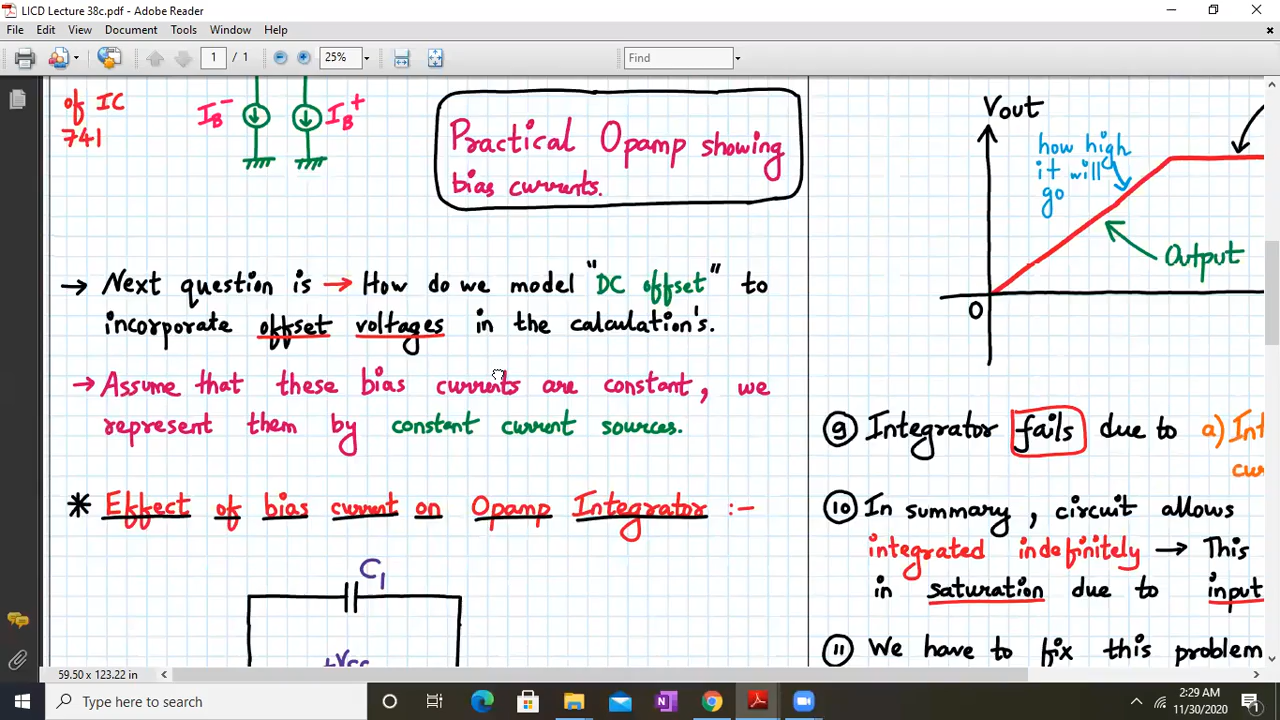 LICD Lecture 38c.pdf - Adobe Reader
File Edit View Document Tools Window Help
1 / 1 25% Find
of IC
741
IB- IB+
Practical Opamp showing
bias currents.
→ Next question is → How do we model "DC offset" to
incorporate offset voltages in the calculation's.
→ Assume that these bias currents are constant, we
represent them by constant current sources.
* Effect of bias current on Opamp Integrator :-
C1
+Vcc
Vout
how high
it will
go
Output
0
⑨ Integrator fails due to a) Int
cu
⑩ In summary, circuit allows
integrated indefinitely → This
in saturation due to input
⑪ We have to fix this problem
59.50 x 123.22 in
Type here to search
2:29 AM
11/30/2020